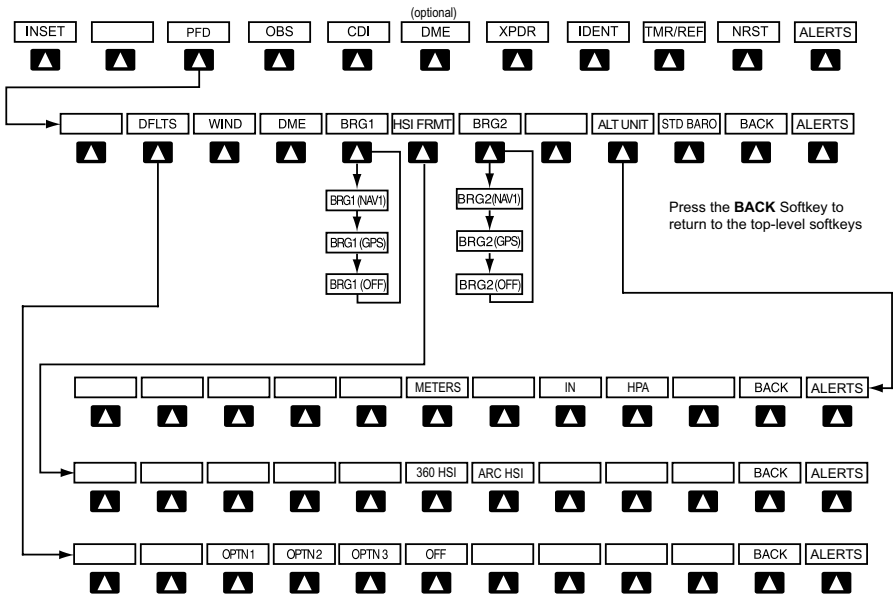 (optional)
INSET PFD OBS CDI DME XPDR IDENT TMR/REF NRST ALERTS
DFLTS WIND DME BRG1 HSI FRMT BRG2 ALT UNIT STD BARO BACK ALERTS
BRG1 (NAV1) BRG2(NAV1)
BRG1 (GPS) BRG2(GPS)
BRG1 (OFF) BRG2(OFF)
Press the BACK Softkey to
return to the top-level softkeys
METERS IN HPA BACK ALERTS
360 HSI ARC HSI BACK ALERTS
OPTN 1 OPTN 2 OPTN 3 OFF BACK ALERTS